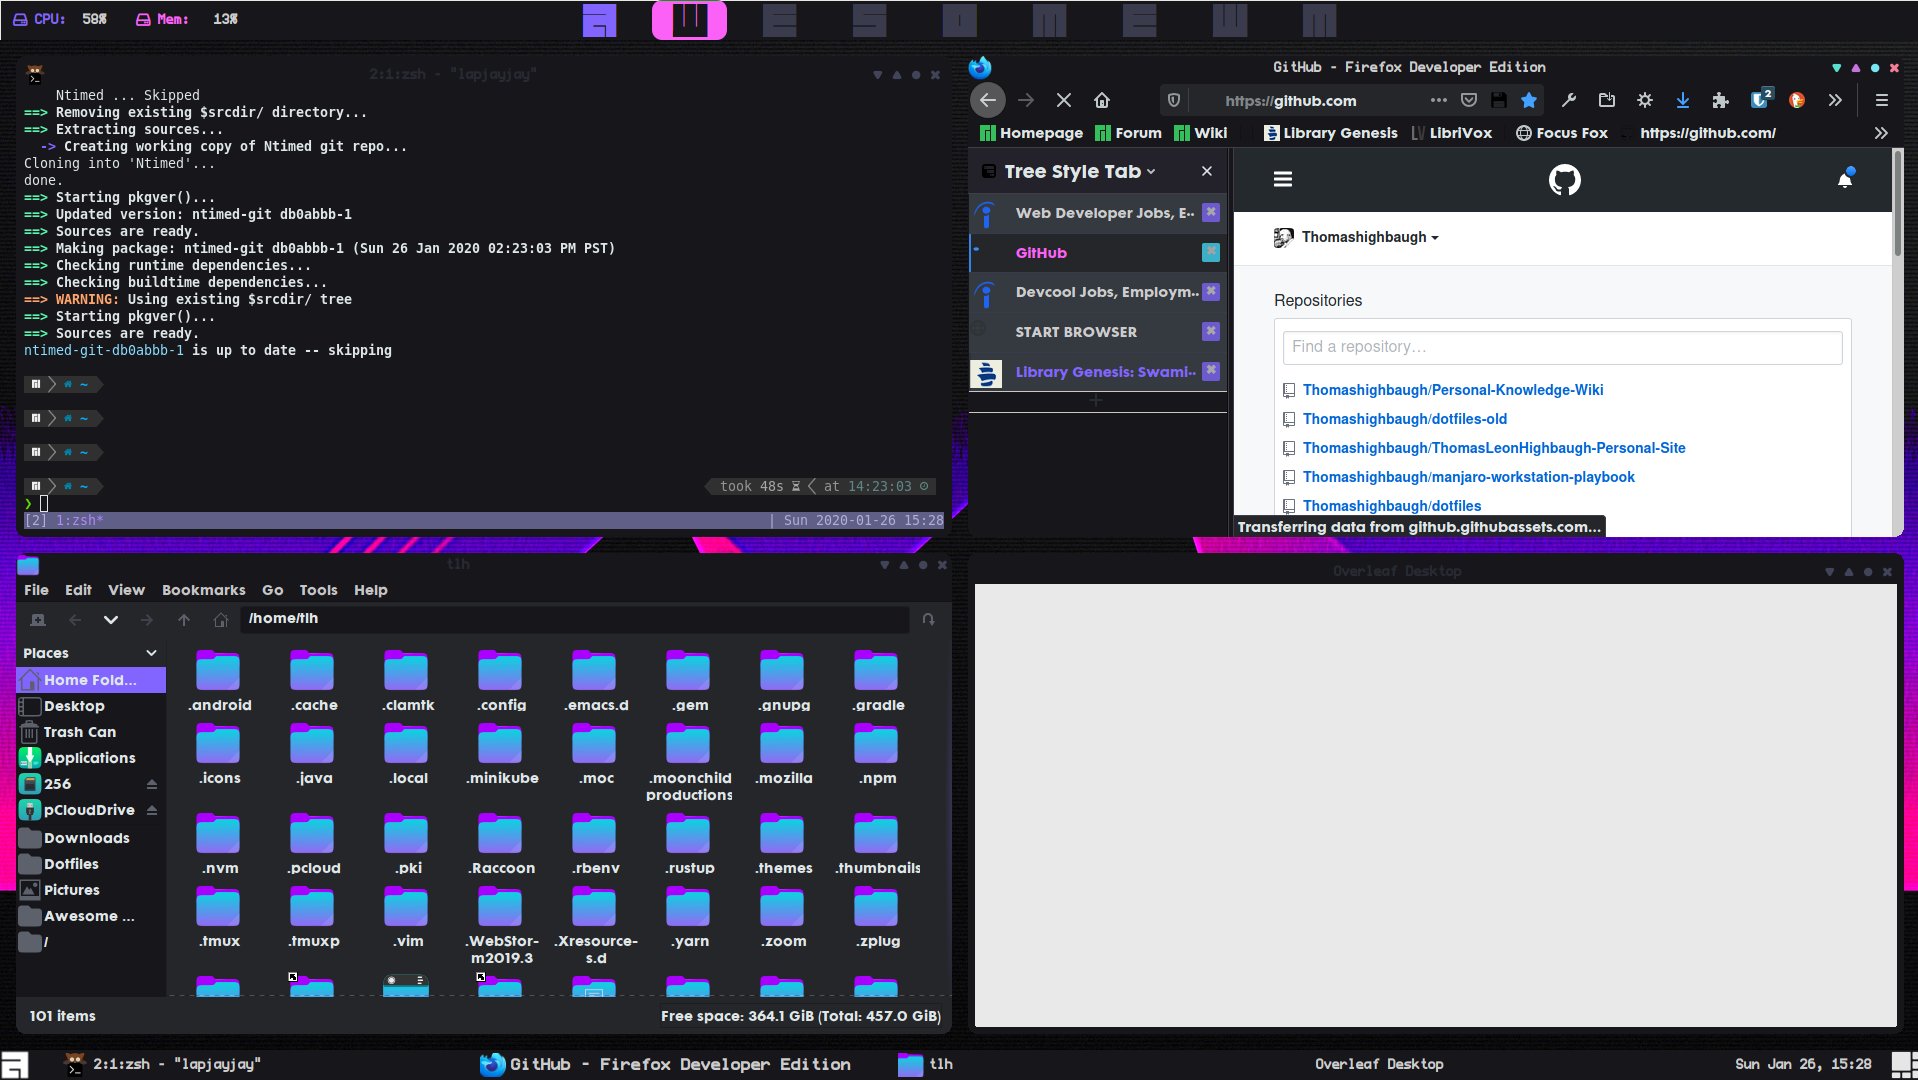 CPU: 58% Mem: 13%
A W E S O M E W M
2:1:zsh - "lapjayjay"
Ntimed ... Skipped
==> Removing existing $srcdir/ directory...
==> Extracting sources...
-> Creating working copy of Ntimed git repo...
Cloning into 'Ntimed'...
done.
==> Starting pkgver()...
==> Updated version: ntimed-git db0abbb-1
==> Sources are ready.
==> Making package: ntimed-git db0abbb-1 (Sun 26 Jan 2020 02:23:03 PM PST)
==> Checking runtime dependencies...
==> Checking buildtime dependencies...
==> WARNING: Using existing $srcdir/ tree
==> Starting pkgver()...
==> Sources are ready.
ntimed-git-db0abbb-1 is up to date -- skipping
~
~
~
~ took 48s at 14:23:03
❯
[2] 1:zsh* | Sun 2020-01-26 15:28
GitHub - Firefox Developer Edition
https://github.com ••• 2
Homepage Forum Wiki Library Genesis LibriVox Focus Fox https://github.com/
Tree Style Tab
Web Developer Jobs, E..
GitHub
Devcool Jobs, Employm..
START BROWSER
Library Genesis: Swami..
Thomashighbaugh
Repositories
Find a repository…
Thomashighbaugh/Personal-Knowledge-Wiki
Thomashighbaugh/dotfiles-old
Thomashighbaugh/ThomasLeonHighbaugh-Personal-Site
Thomashighbaugh/manjaro-workstation-playbook
Thomashighbaugh/dotfiles
Transferring data from github.githubassets.com...
tlh
File Edit View Bookmarks Go Tools Help
/home/tlh
Places
Home Fold...
Desktop
Trash Can
Applications
256
pCloudDrive
Downloads
Dotfiles
Pictures
Awesome ...
/
.android .cache .clamtk .config .emacs.d .gem .gnupg .gradle
.icons .java .local .minikube .moc .moonchild .mozilla .npm
productions
.nvm .pcloud .pki .Raccoon .rbenv .rustup .themes .thumbnails
.tmux .tmuxp .vim .WebStor- .Xresource- .yarn .zoom .zplug
m2019.3 s.d
101 items Free space: 364.1 GiB (Total: 457.0 GiB)
Overleaf Desktop
2:1:zsh - "lapjayjay" GitHub - Firefox Developer Edition tlh Overleaf Desktop Sun Jan 26, 15:28